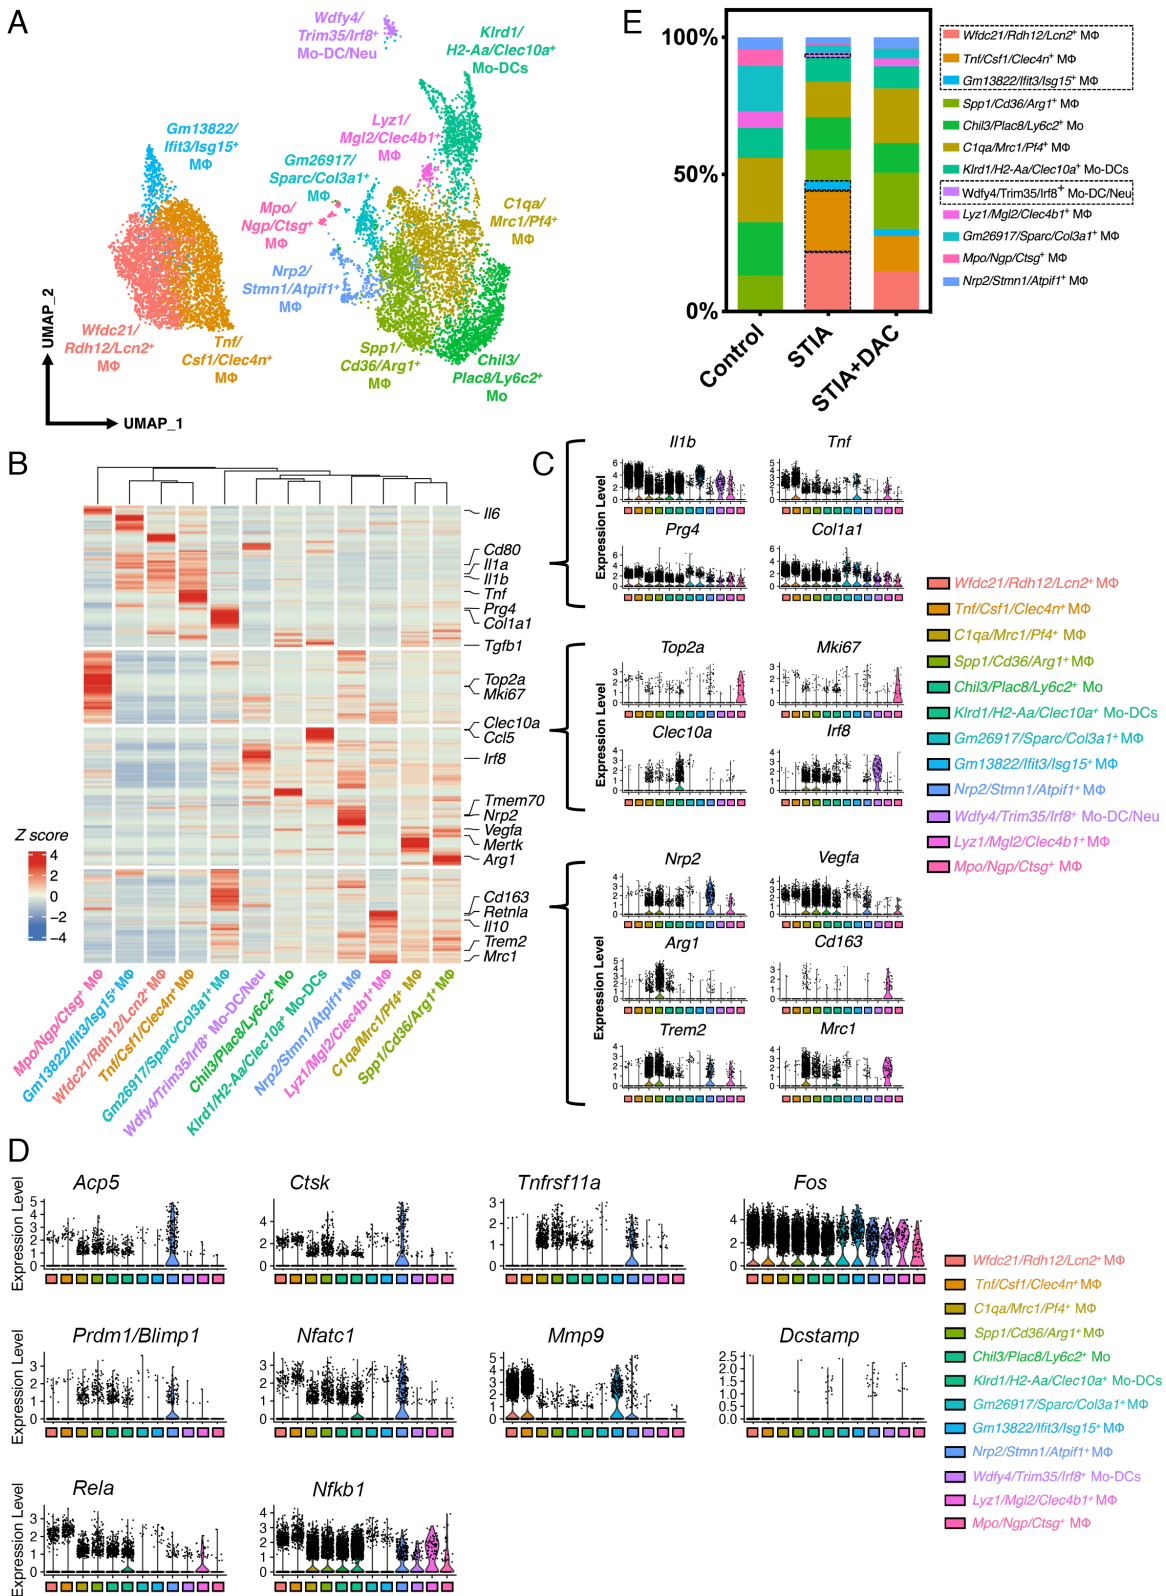 A
Wdfy4/
Trim35/Irf8+
Mo-DC/Neu
Klrd1/
H2-Aa/Clec10a+
Mo-DCs
Gm13822/
Ifit3/Isg15+
MΦ
Lyz1/
Mgl2/Clec4b1+
MΦ
Gm26917/
Sparc/Col3a1+
MΦ
Mpo/
Ngp/Ctsg+
MΦ
C1qa/
Mrc1/Pf4+
MΦ
Nrp2/
Stmn1/Atpif1+
MΦ
Wfdc21/
Rdh12/Lcn2+
MΦ
Tnf/
Csf1/Clec4n+
MΦ
Spp1/
Cd36/Arg1+
MΦ
Chil3/
Plac8/Ly6c2+
Mo
UMAP_2
UMAP_1
E
100%
50%
0%
Control
STIA
STIA+DAC
Wfdc21/Rdh12/Lcn2+ MΦ
Tnf/Csf1/Clec4n+ MΦ
Gm13822/Ifit3/Isg15+ MΦ
Spp1/Cd36/Arg1+ MΦ
Chil3/Plac8/Ly6c2+ Mo
C1qa/Mrc1/Pf4+ MΦ
Klrd1/H2-Aa/Clec10a+ Mo-DCs
Wdfy4/Trim35/Irf8+ Mo-DC/Neu
Lyz1/Mgl2/Clec4b1+ MΦ
Gm26917/Sparc/Col3a1+ MΦ
Mpo/Ngp/Ctsg+ MΦ
Nrp2/Stmn1/Atpif1+ MΦ
B
Il6
Cd80
Il1a
Il1b
Tnf
Prg4
Col1a1
Tgfb1
Top2a
Mki67
Clec10a
Ccl5
Irf8
Tmem70
Nrp2
Vegfa
Mertk
Arg1
Cd163
Retnla
Il10
Trem2
Mrc1
Z score
4
2
0
−2
−4
Mpo/Ngp/Ctsg+ MΦ
Gm13822/Ifit3/Isg15+ MΦ
Wfdc21/Rdh12/Lcn2+ MΦ
Tnf/Csf1/Clec4n+ MΦ
Gm26917/Sparc/Col3a1+ MΦ
Wdfy4/Trim35/Irf8+ Mo-DC/Neu
Chil3/Plac8/Ly6c2+ Mo
Klrd1/H2-Aa/Clec10a+ Mo-DCs
Nrp2/Stmn1/Atpif1+ MΦ
Lyz1/Mgl2/Clec4b1+ MΦ
C1qa/Mrc1/Pf4+ MΦ
Spp1/Cd36/Arg1+ MΦ
C
Il1b
Tnf
Prg4
Col1a1
Expression Level
Top2a
Mki67
Clec10a
Irf8
Expression Level
Nrp2
Vegfa
Arg1
Cd163
Trem2
Mrc1
Expression Level
Wfdc21/Rdh12/Lcn2+ MΦ
Tnf/Csf1/Clec4n+ MΦ
C1qa/Mrc1/Pf4+ MΦ
Spp1/Cd36/Arg1+ MΦ
Chil3/Plac8/Ly6c2+ Mo
Klrd1/H2-Aa/Clec10a+ Mo-DCs
Gm26917/Sparc/Col3a1+ MΦ
Gm13822/Ifit3/Isg15+ MΦ
Nrp2/Stmn1/Atpif1+ MΦ
Wdfy4/Trim35/Irf8+ Mo-DC/Neu
Lyz1/Mgl2/Clec4b1+ MΦ
Mpo/Ngp/Ctsg+ MΦ
D
Acp5
Ctsk
Tnfrsf11a
Fos
Expression Level
Prdm1/Blimp1
Nfatc1
Mmp9
Dcstamp
Expression Level
Rela
Nfkb1
Expression Level
Wfdc21/Rdh12/Lcn2+ MΦ
Tnf/Csf1/Clec4n+ MΦ
C1qa/Mrc1/Pf4+ MΦ
Spp1/Cd36/Arg1+ MΦ
Chil3/Plac8/Ly6c2+ Mo
Klrd1/H2-Aa/Clec10a+ Mo-DCs
Gm26917/Sparc/Col3a1+ MΦ
Gm13822/Ifit3/Isg15+ MΦ
Nrp2/Stmn1/Atpif1+ MΦ
Wdfy4/Trim35/Irf8+ Mo-DCs
Lyz1/Mgl2/Clec4b1+ MΦ
Mpo/Ngp/Ctsg+ MΦ